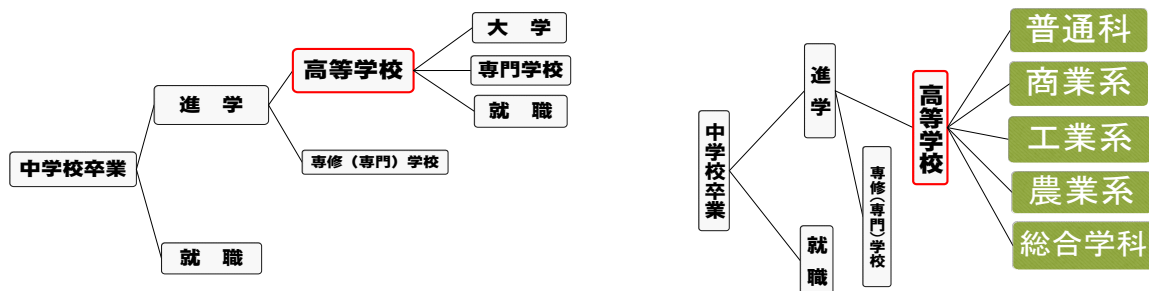 大　学
高等学校
専門学校
進　学
就　職
専修（専門）学校
中学校卒業
就　職
普通科
進学
商業系
高等学校
中学校卒業
工業系
専修（専門）学校
農業系
就職
総合学科